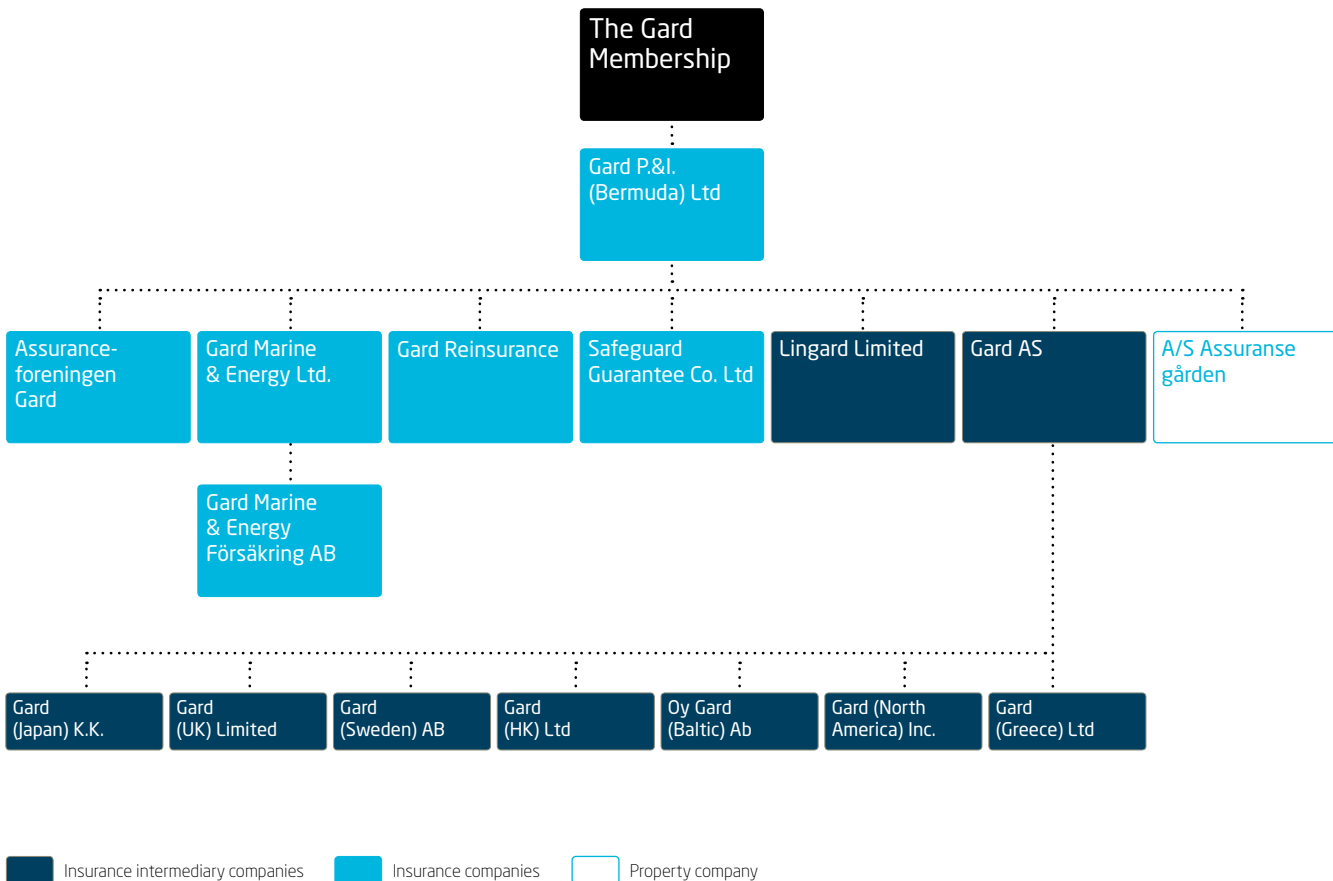 The Gard
Membership
Gard P.&I.
(Bermuda) Ltd
Assurance-
foreningen
Gard
Gard Marine
& Energy Ltd.
Gard Reinsurance
Safeguard
Guarantee Co. Ltd
Lingard Limited
Gard AS
A/S Assuranse
gården
Gard Marine
& Energy
Försäkring AB
Gard
(Japan) K.K.
Gard
(UK) Limited
Gard
(Sweden) AB
Gard
(HK) Ltd
Oy Gard
(Baltic) Ab
Gard (North
America) Inc.
Gard
(Greece) Ltd
Insurance intermediary companies
Insurance companies
Property company